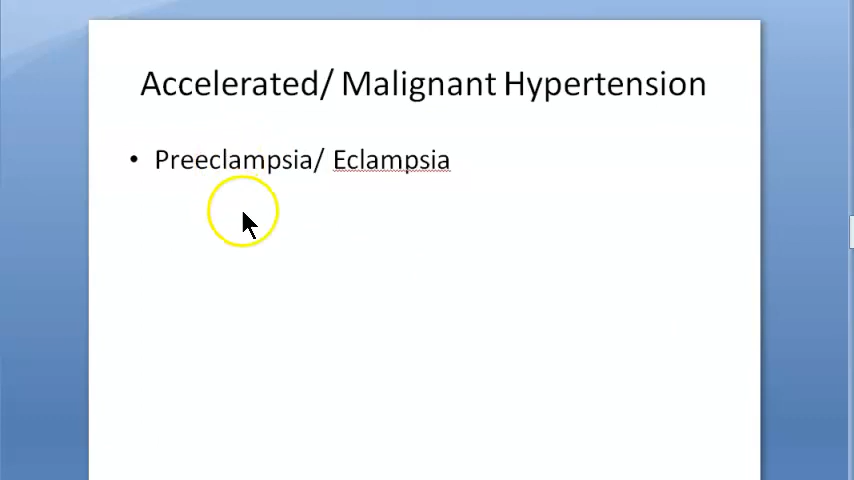 Accelerated/ Malignant Hypertension
• Preeclampsia/ Eclampsia